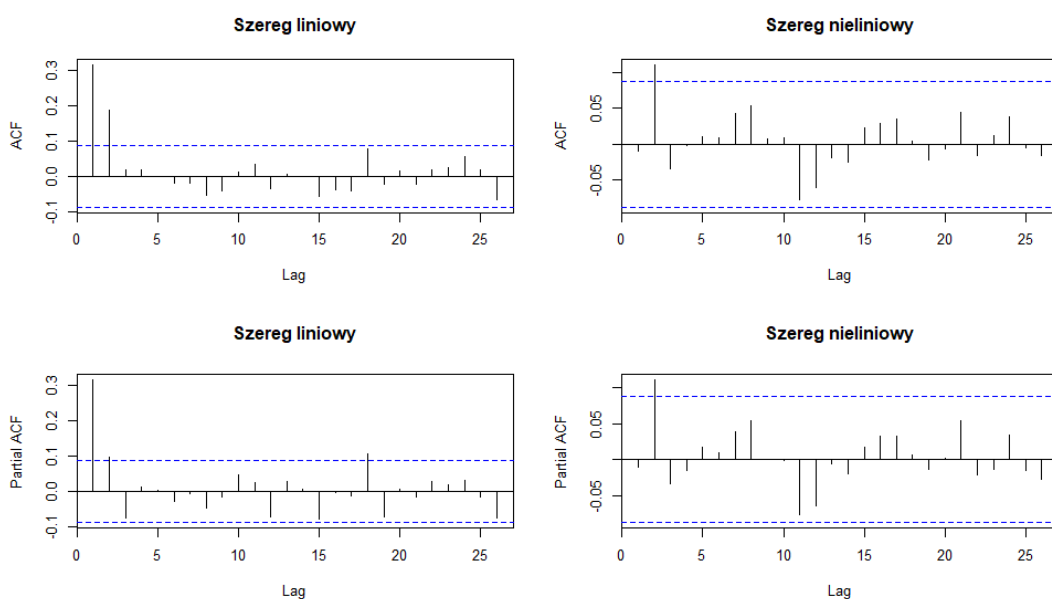 Szereg liniowy
ACF
-0.1 0.0 0.1 0.2 0.3
0 5 10 15 20 25
Lag
Szereg nieliniowy
ACF
-0.05 0.05
0 5 10 15 20 25
Lag
Szereg liniowy
Partial ACF
-0.1 0.0 0.1 0.2 0.3
0 5 10 15 20 25
Lag
Szereg nieliniowy
Partial ACF
-0.05 0.05
0 5 10 15 20 25
Lag